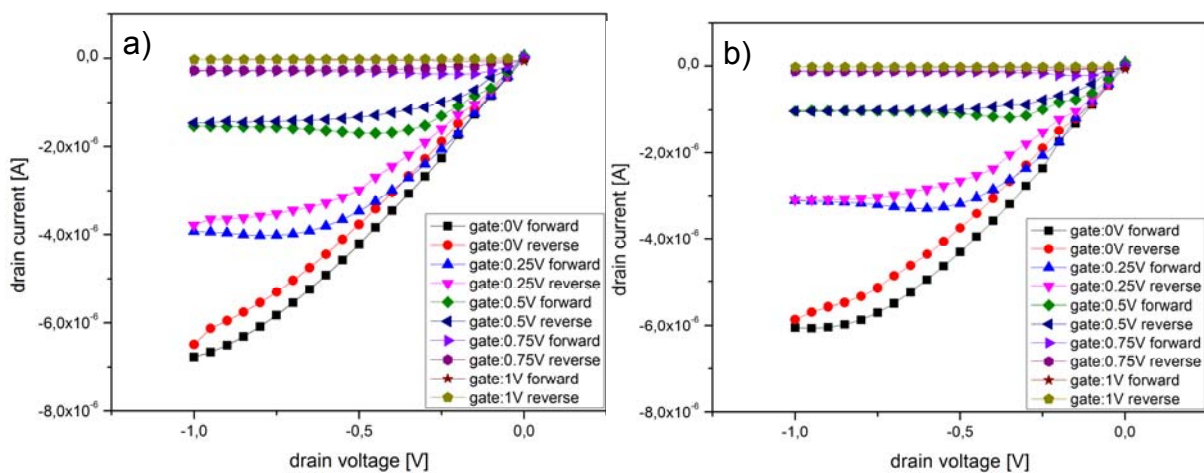 a)
0,0
-2,0x10⁻⁶
-4,0x10⁻⁶
-6,0x10⁻⁶
-8,0x10⁻⁶
drain current [A]
-1,0
-0,5
0,0
drain voltage [V]
gate:0V forward
gate:0V reverse
gate:0.25V forward
gate:0.25V reverse
gate:0.5V forward
gate:0.5V reverse
gate:0.75V forward
gate:0.75V reverse
gate:1V forward
gate:1V reverse
b)
0,0
-2,0x10⁻⁶
-4,0x10⁻⁶
-6,0x10⁻⁶
-8,0x10⁻⁶
drain current [A]
-1,0
-0,5
0,0
drain voltage [V]
gate:0V forward
gate:0V reverse
gate:0.25V forward
gate:0.25V reverse
gate:0.5V forward
gate:0.5V reverse
gate:0.75V forward
gate:0.75V reverse
gate:1V forward
gate:1V reverse